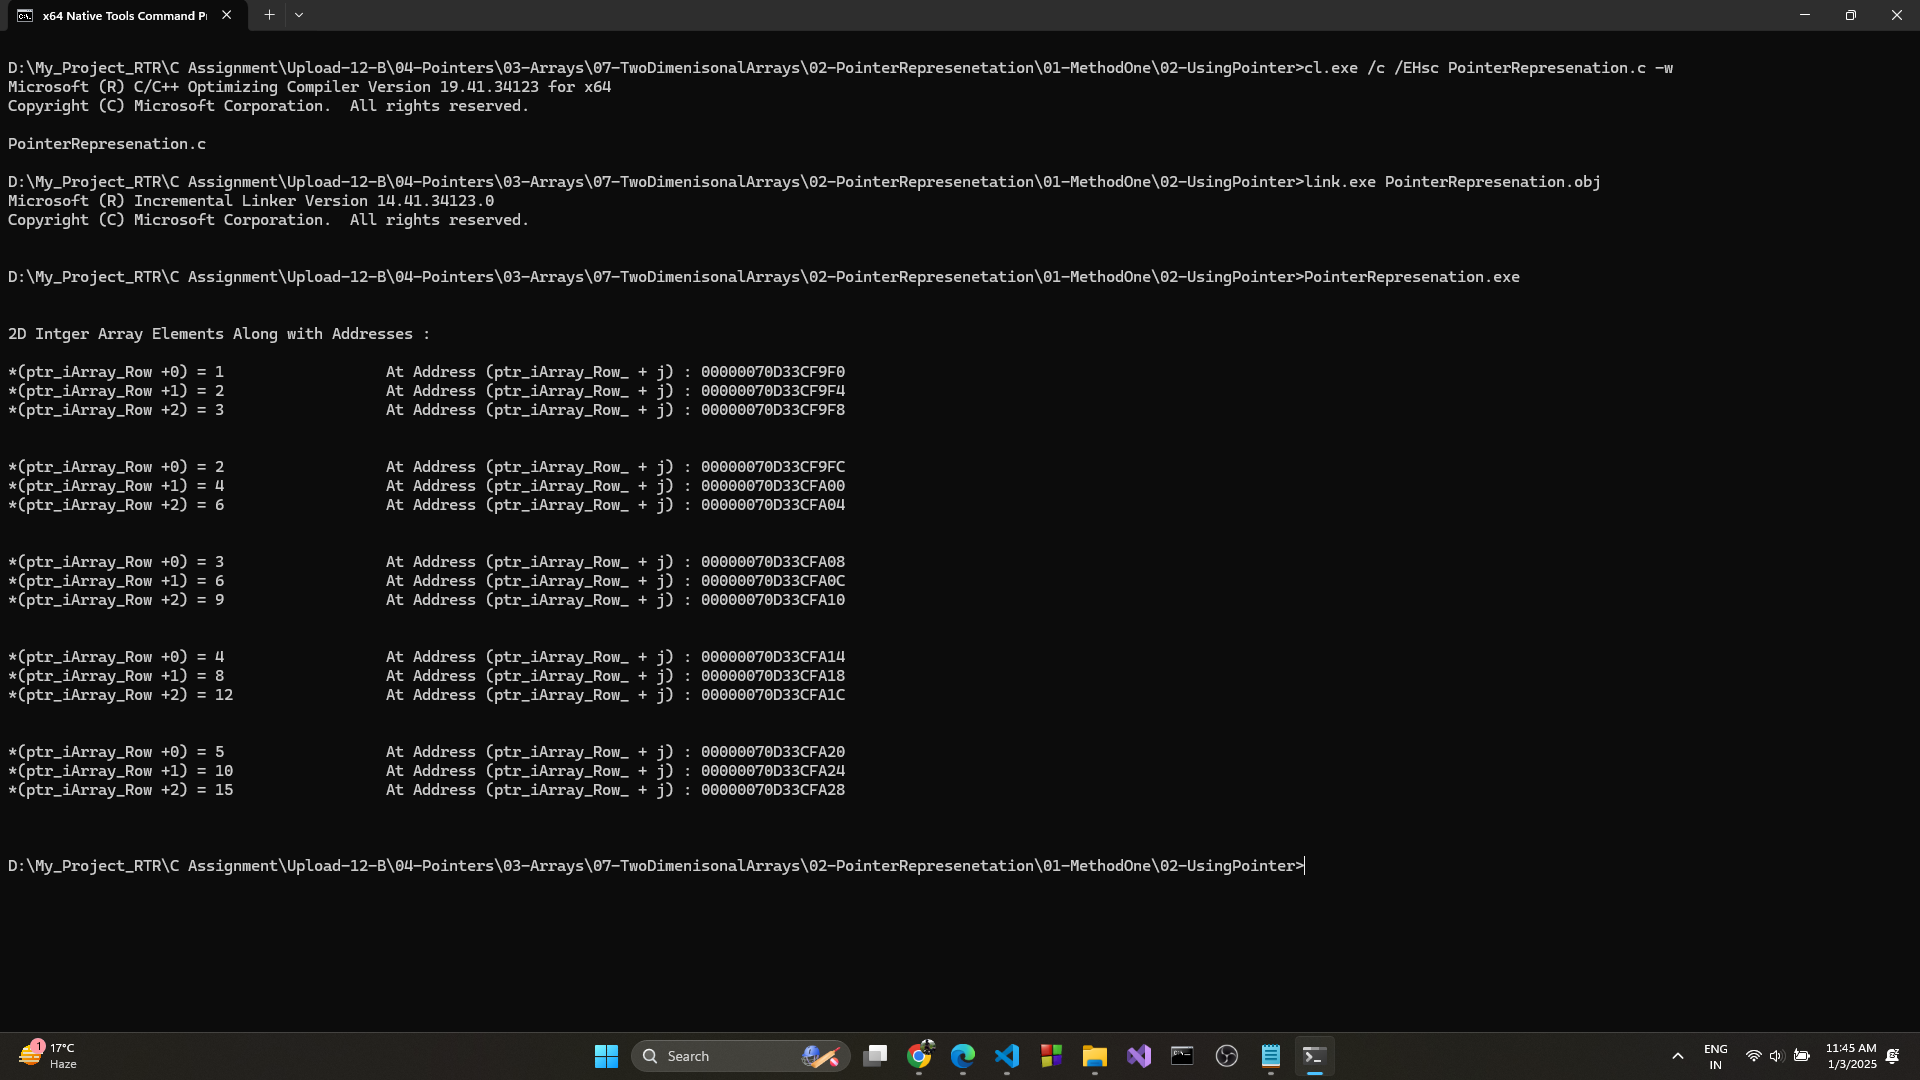 x64 Native Tools Command P
D:\My_Project_RTR\C Assignment\Upload-12-B\04-Pointers\03-Arrays\07-TwoDimenisonalArrays\02-PointerRepresenetation\01-MethodOne\02-UsingPointer>cl.exe /c /EHsc PointerRepresenation.c -w
Microsoft (R) C/C++ Optimizing Compiler Version 19.41.34123 for x64
Copyright (C) Microsoft Corporation.  All rights reserved.
PointerRepresenation.c
D:\My_Project_RTR\C Assignment\Upload-12-B\04-Pointers\03-Arrays\07-TwoDimenisonalArrays\02-PointerRepresenetation\01-MethodOne\02-UsingPointer>link.exe PointerRepresenation.obj
Microsoft (R) Incremental Linker Version 14.41.34123.0
Copyright (C) Microsoft Corporation.  All rights reserved.
D:\My_Project_RTR\C Assignment\Upload-12-B\04-Pointers\03-Arrays\07-TwoDimenisonalArrays\02-PointerRepresenetation\01-MethodOne\02-UsingPointer>PointerRepresenation.exe
2D Intger Array Elements Along with Addresses :
*(ptr_iArray_Row +0) = 1 At Address (ptr_iArray_Row_ + j) : 00000070D33CF9F0
*(ptr_iArray_Row +1) = 2 At Address (ptr_iArray_Row_ + j) : 00000070D33CF9F4
*(ptr_iArray_Row +2) = 3 At Address (ptr_iArray_Row_ + j) : 00000070D33CF9F8
*(ptr_iArray_Row +0) = 2 At Address (ptr_iArray_Row_ + j) : 00000070D33CF9FC
*(ptr_iArray_Row +1) = 4 At Address (ptr_iArray_Row_ + j) : 00000070D33CFA00
*(ptr_iArray_Row +2) = 6 At Address (ptr_iArray_Row_ + j) : 00000070D33CFA04
*(ptr_iArray_Row +0) = 3 At Address (ptr_iArray_Row_ + j) : 00000070D33CFA08
*(ptr_iArray_Row +1) = 6 At Address (ptr_iArray_Row_ + j) : 00000070D33CFA0C
*(ptr_iArray_Row +2) = 9 At Address (ptr_iArray_Row_ + j) : 00000070D33CFA10
*(ptr_iArray_Row +0) = 4 At Address (ptr_iArray_Row_ + j) : 00000070D33CFA14
*(ptr_iArray_Row +1) = 8 At Address (ptr_iArray_Row_ + j) : 00000070D33CFA18
*(ptr_iArray_Row +2) = 12 At Address (ptr_iArray_Row_ + j) : 00000070D33CFA1C
*(ptr_iArray_Row +0) = 5 At Address (ptr_iArray_Row_ + j) : 00000070D33CFA20
*(ptr_iArray_Row +1) = 10 At Address (ptr_iArray_Row_ + j) : 00000070D33CFA24
*(ptr_iArray_Row +2) = 15 At Address (ptr_iArray_Row_ + j) : 00000070D33CFA28
D:\My_Project_RTR\C Assignment\Upload-12-B\04-Pointers\03-Arrays\07-TwoDimenisonalArrays\02-PointerRepresenetation\01-MethodOne\02-UsingPointer>
1
17°C
Haze
Search
ENG
IN
11:45 AM
1/3/2025